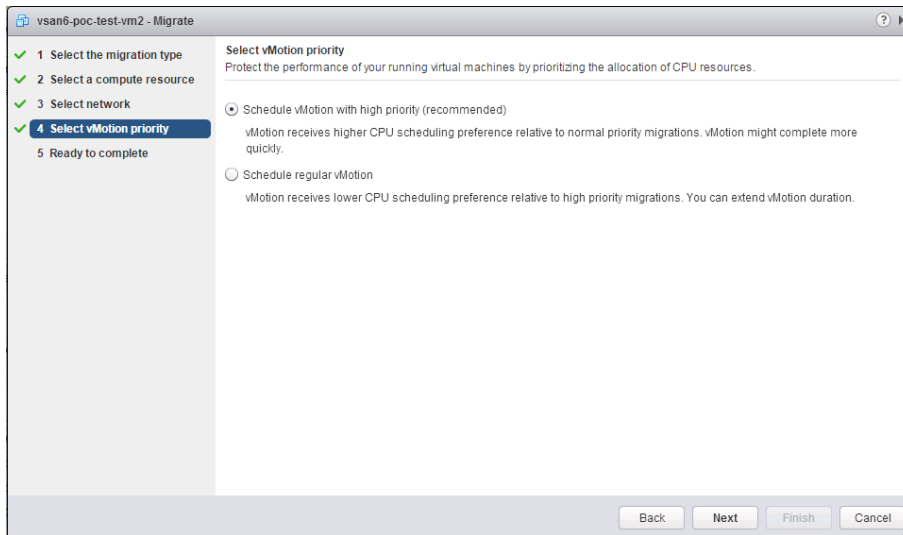 vsan6-poc-test-vm2 - Migrate
?
1 Select the migration type
2 Select a compute resource
3 Select network
4 Select vMotion priority
5 Ready to complete
Select vMotion priority
Protect the performance of your running virtual machines by prioritizing the allocation of CPU resources.
Schedule vMotion with high priority (recommended)
vMotion receives higher CPU scheduling preference relative to normal priority migrations. vMotion might complete more
quickly.
Schedule regular vMotion
vMotion receives lower CPU scheduling preference relative to high priority migrations. You can extend vMotion duration.
Back
Next
Finish
Cancel